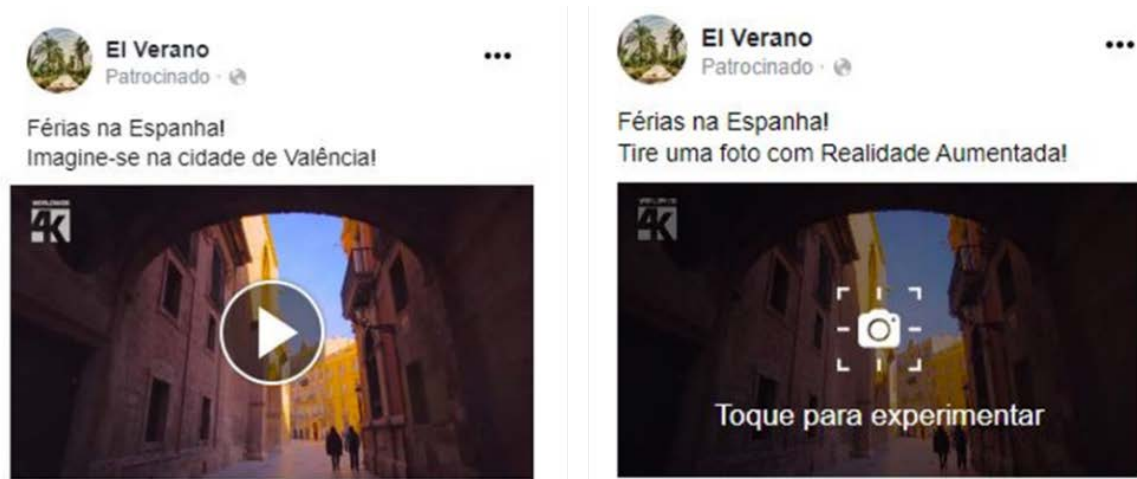 El Verano
Patrocinado ·
Férias na Espanha!
Imagine-se na cidade de Valência!
WORLDWIDE
4K
El Verano
Patrocinado ·
Férias na Espanha!
Tire uma foto com Realidade Aumentada!
4K
Toque para experimentar